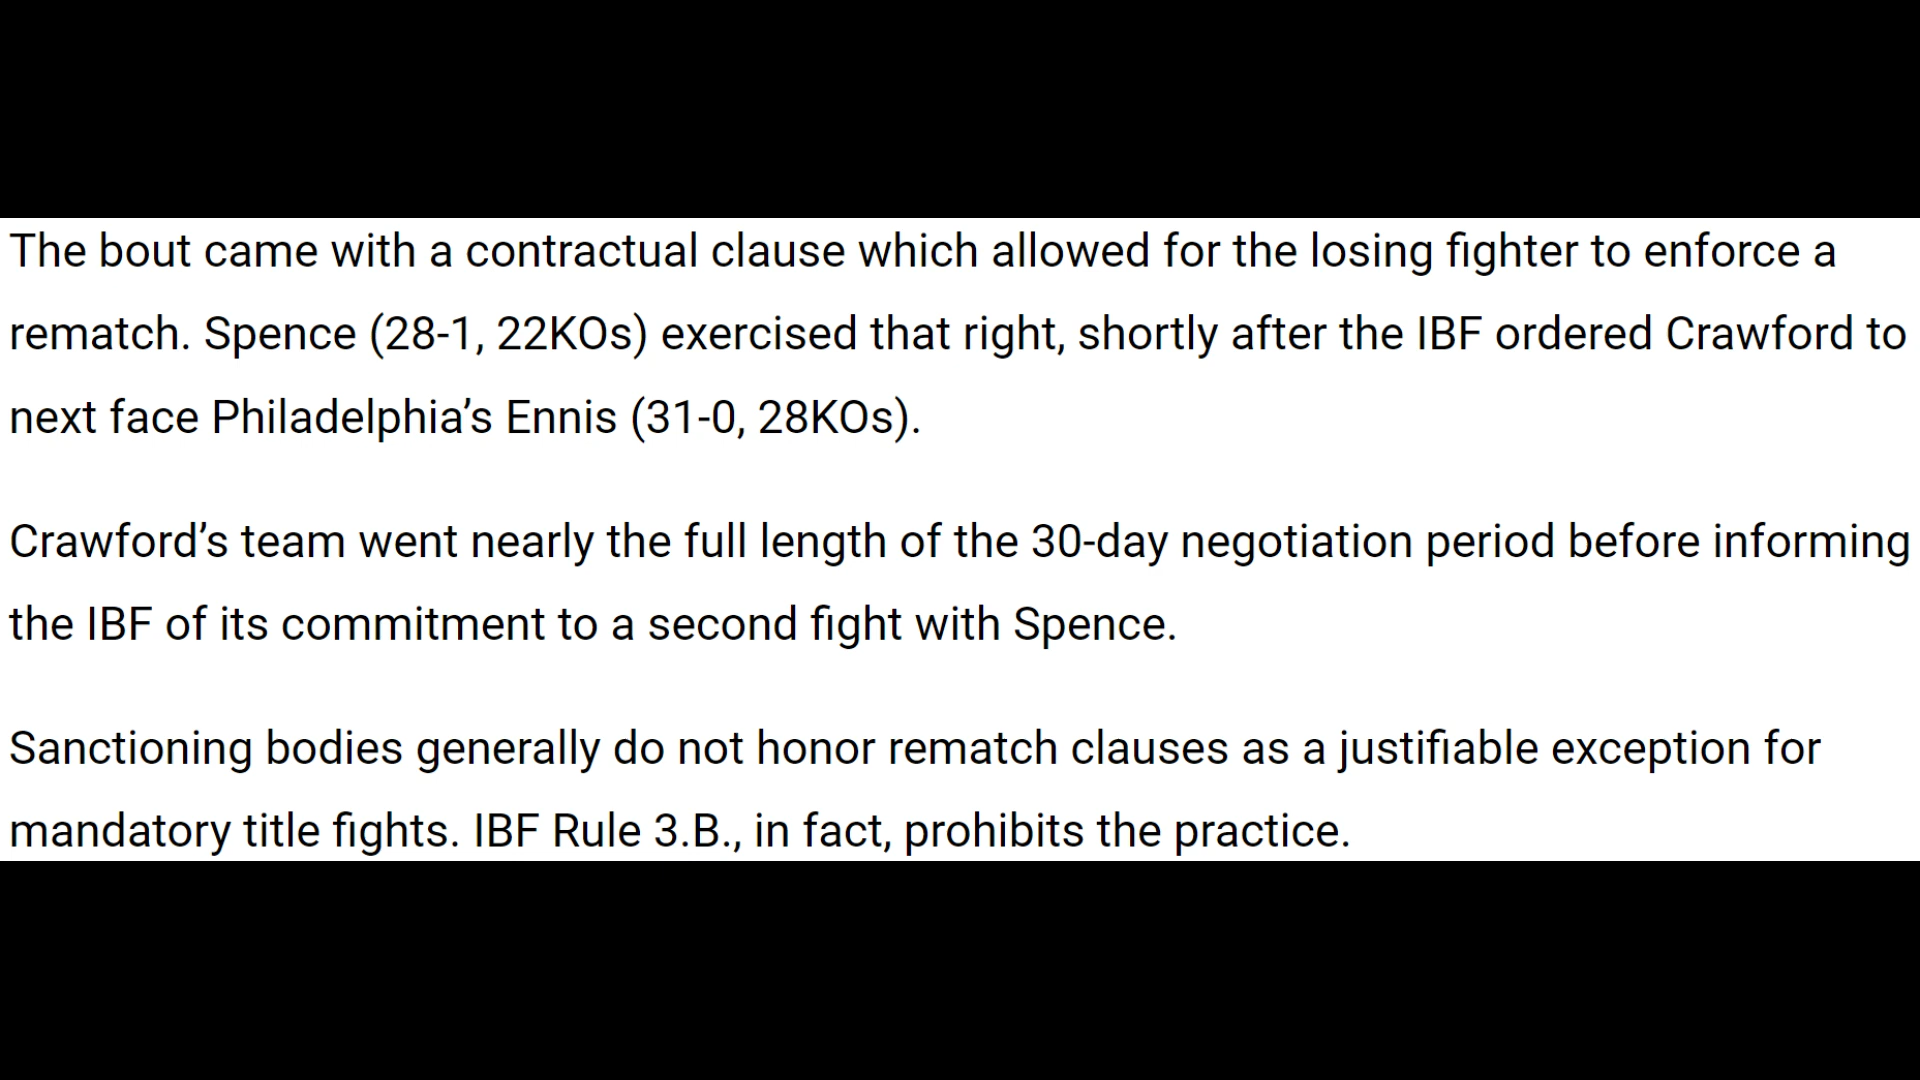 The bout came with a contractual clause which allowed for the losing fighter to enforce a
rematch. Spence (28-1, 22KOs) exercised that right, shortly after the IBF ordered Crawford to
next face Philadelphia’s Ennis (31-0, 28KOs).
Crawford’s team went nearly the full length of the 30-day negotiation period before informing
the IBF of its commitment to a second fight with Spence.
Sanctioning bodies generally do not honor rematch clauses as a justifiable exception for
mandatory title fights. IBF Rule 3.B., in fact, prohibits the practice.